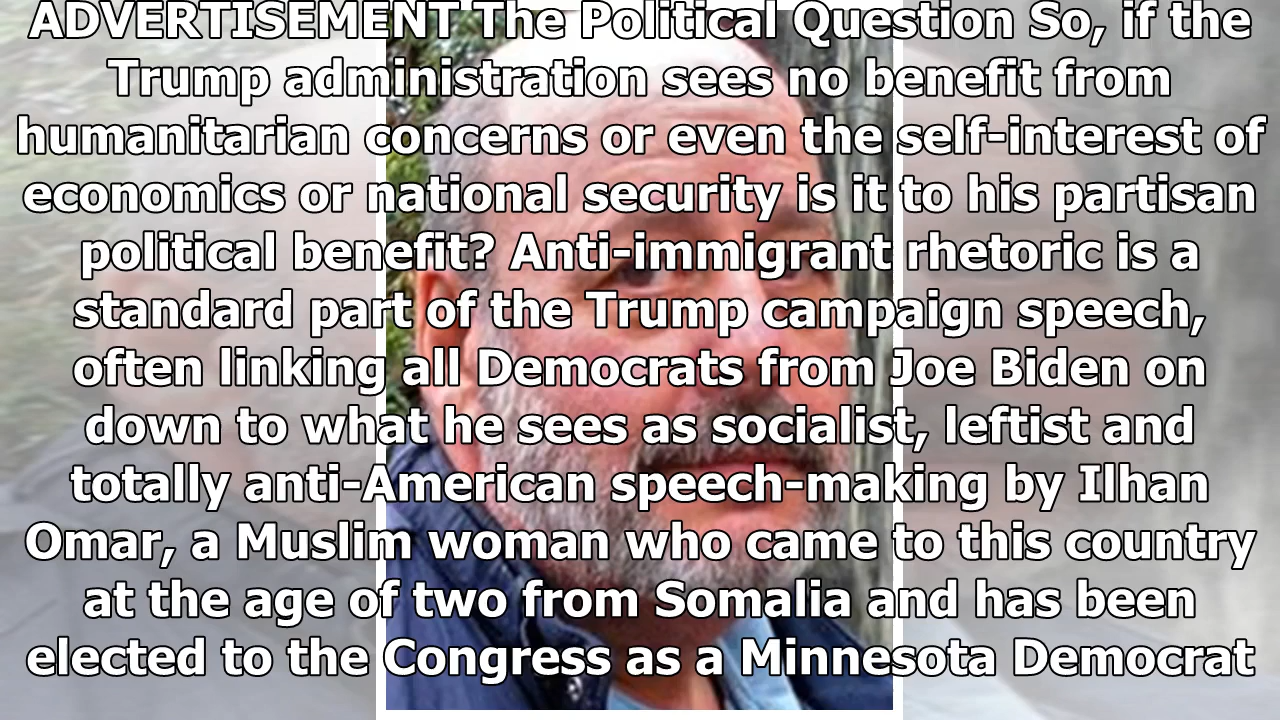 ADVERTISEMENT The Political Question So, if the
Trump administration sees no benefit from
humanitarian concerns or even the self-interest of
economics or national security is it to his partisan
political benefit? Anti-immigrant rhetoric is a
standard part of the Trump campaign speech,
often linking all Democrats from Joe Biden on
down to what he sees as socialist, leftist and
totally anti-American speech-making by Ilhan
Omar, a Muslim woman who came to this country
at the age of two from Somalia and has been
elected to the Congress as a Minnesota Democrat